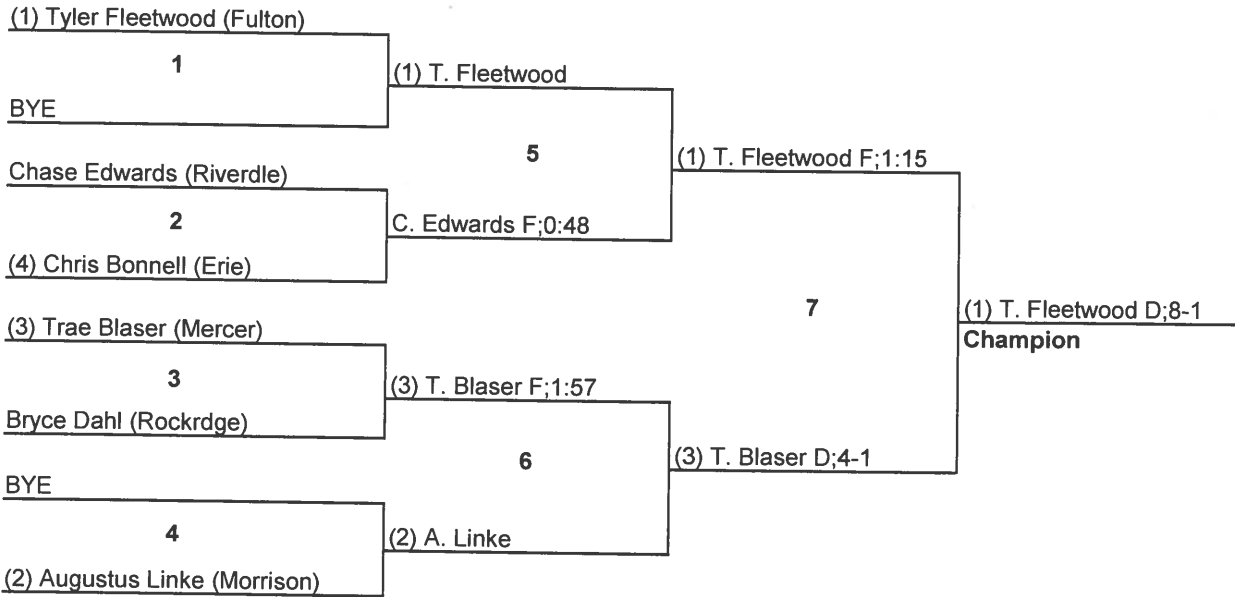 (1) Tyler Fleetwood (Fulton)
1
(1) T. Fleetwood
BYE
5
(1) T. Fleetwood F;1:15
Chase Edwards (Riverdle)
2
C. Edwards F;0:48
(4) Chris Bonnell (Erie)
7
(1) T. Fleetwood D;8-1
Champion
(3) Trae Blaser (Mercer)
3
(3) T. Blaser F;1:57
Bryce Dahl (Rockrdge)
6
(3) T. Blaser D;4-1
BYE
4
(2) A. Linke
(2) Augustus Linke (Morrison)